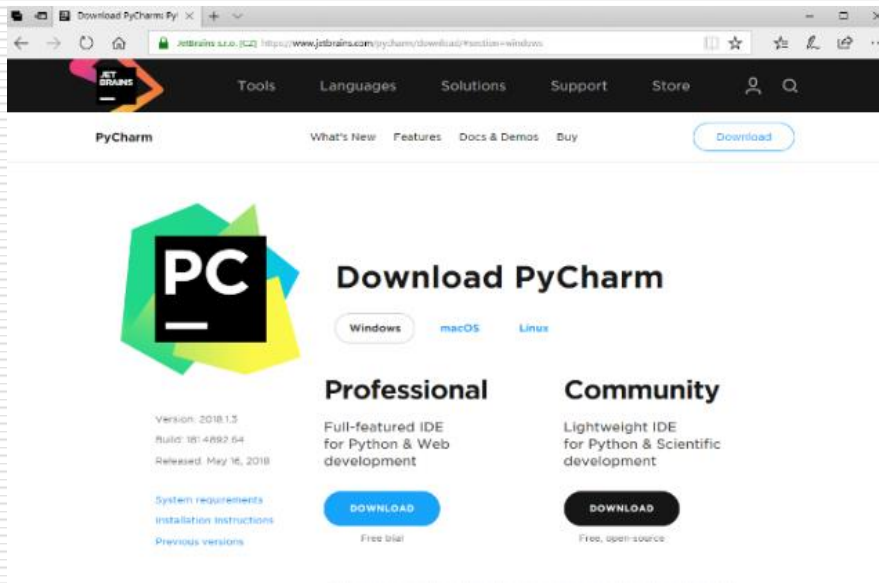 Download PyCharm: Py
JetBrains s.r.o. [CZ] https://www.jetbrains.com/pycharm/download/#section=windows
JET
BRAINS
Tools Languages Solutions Support Store
PyCharm What's New Features Docs & Demos Buy Download
PC
Download PyCharm
Windows macOS Linux
Professional
Full-featured IDE
for Python & Web
development
DOWNLOAD
Free trial
Community
Lightweight IDE
for Python & Scientific
development
DOWNLOAD
Free, open-source
Version: 2018.1.3
Build: 181.4892.64
Released: May 16, 2018
System requirements
Installation Instructions
Previous versions